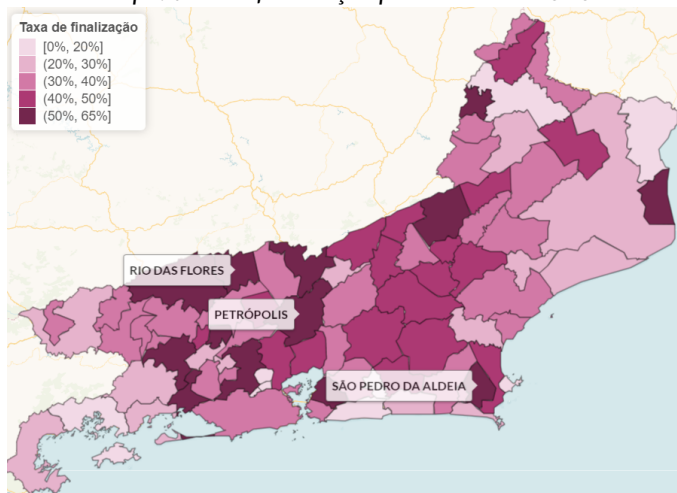 Taxa de finalização
[0%, 20%]
(20%, 30%]
(30%, 40%]
(40%, 50%]
(50%, 65%]
RIO DAS FLORES
PETRÓPOLIS
SÃO PEDRO DA ALDEIA